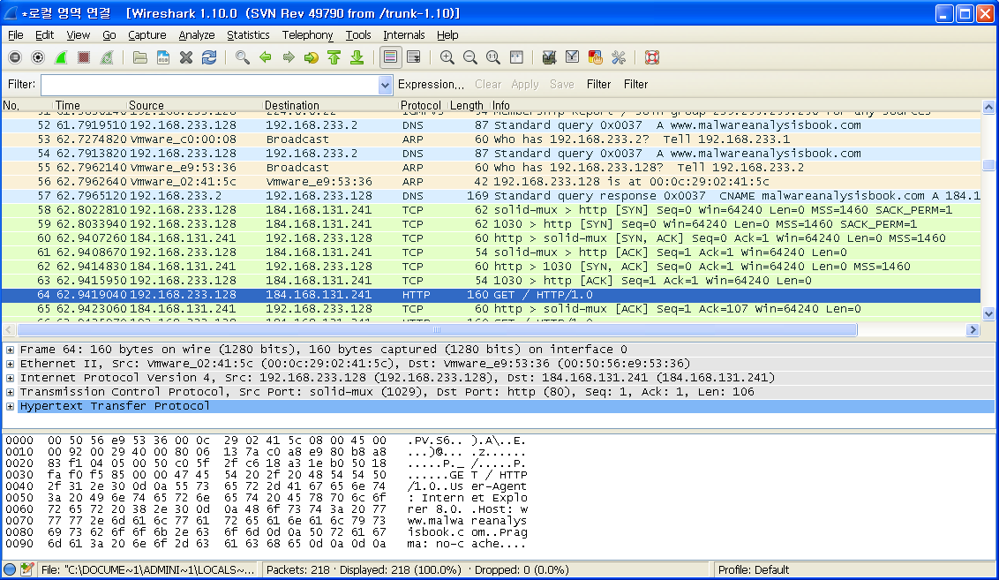 *로컬 영역 연결 [Wireshark 1.10.0 (SVN Rev 49790 from /trunk-1.10)]
File Edit View Go Capture Analyze Statistics Telephony Tools Internals Help
Filter: Expression... Clear Apply Save Filter Filter
No. Time Source Destination Protocol Length Info
52 61.7919510 192.168.233.128 192.168.233.2 DNS 87 Standard query 0x0037 A www.malwareanalysisbook.com
53 62.7274820 Vmware_c0:00:08 Broadcast ARP 60 who has 192.168.233.2? Tell 192.168.233.1
54 62.7913820 192.168.233.128 192.168.233.2 DNS 87 Standard query 0x0037 A www.malwareanalysisbook.com
55 62.7962140 Vmware_e9:53:36 Broadcast ARP 60 who has 192.168.233.128? Tell 192.168.233.2
56 62.7962640 Vmware_02:41:5c Vmware_e9:53:36 ARP 42 192.168.233.128 is at 00:0c:29:02:41:5c
57 62.7965120 192.168.233.2 192.168.233.128 DNS 169 Standard query response 0x0037 CNAME malwareanalysisbook.com A 184.1
58 62.8022810 192.168.233.128 184.168.131.241 TCP 62 solid-mux > http [SYN] Seq=0 Win=64240 Len=0 MSS=1460 SACK_PERM=1
59 62.8033940 192.168.233.128 184.168.131.241 TCP 62 1030 > http [SYN] Seq=0 Win=64240 Len=0 MSS=1460 SACK_PERM=1
60 62.9407260 184.168.131.241 192.168.233.128 TCP 60 http > solid-mux [SYN, ACK] Seq=0 Ack=1 Win=64240 Len=0 MSS=1460
61 62.9408670 192.168.233.128 184.168.131.241 TCP 54 solid-mux > http [ACK] Seq=1 Ack=1 Win=64240 Len=0
62 62.9414830 184.168.131.241 192.168.233.128 TCP 60 http > 1030 [SYN, ACK] Seq=0 Ack=1 Win=64240 Len=0 MSS=1460
63 62.9415950 192.168.233.128 184.168.131.241 TCP 54 1030 > http [ACK] Seq=1 Ack=1 Win=64240 Len=0
64 62.9419040 192.168.233.128 184.168.131.241 HTTP 160 GET / HTTP/1.0
65 62.9423060 184.168.131.241 192.168.233.128 TCP 60 http > solid-mux [ACK] Seq=1 Ack=107 Win=64240 Len=0
Frame 64: 160 bytes on wire (1280 bits), 160 bytes captured (1280 bits) on interface 0
Ethernet II, Src: Vmware_02:41:5c (00:0c:29:02:41:5c), Dst: Vmware_e9:53:36 (00:50:56:e9:53:36)
Internet Protocol Version 4, Src: 192.168.233.128 (192.168.233.128), Dst: 184.168.131.241 (184.168.131.241)
Transmission Control Protocol, Src Port: solid-mux (1029), Dst Port: http (80), Seq: 1, Ack: 1, Len: 106
Hypertext Transfer Protocol
0000 00 50 56 e9 53 36 00 0c 29 02 41 5c 08 00 45 00 .PV.S6.. ).A\..E.
0010 00 92 00 29 40 00 80 06 13 7a c0 a8 e9 80 b8 a8 ...)@... .z......
0020 83 f1 04 05 00 50 c0 5f 2f c6 18 a3 1e b0 50 18 .....P._ /.....P.
0030 fa f0 f5 85 00 00 47 45 54 20 2f 20 48 54 54 50 ......GE T / HTTP
0040 2f 31 2e 30 0d 0a 55 73 65 72 2d 41 67 65 6e 74 /1.0..Us er-Agent
0050 3a 20 49 6e 74 65 72 6e 65 74 20 45 78 70 6c 6f : Intern et Explo
0060 72 65 72 20 38 2e 30 0d 0a 48 6f 73 74 3a 20 77 rer 8.0. .Host: w
0070 77 77 2e 6d 61 6c 77 61 72 65 61 6e 61 6c 79 73 ww.malwa reanalys
0080 69 73 62 6f 6f 6b 2e 63 6f 6d 0d 0a 50 72 61 67 isbook.c om..Prag
0090 6d 61 3a 20 6e 6f 2d 63 61 63 68 65 0d 0a 0d 0a ma: no-c ache....
File: "C:\DOCUME~1\ADMINI~1\LOCALS~... Packets: 218 · Displayed: 218 (100.0%) · Dropped: 0 (0.0%) Profile: Default